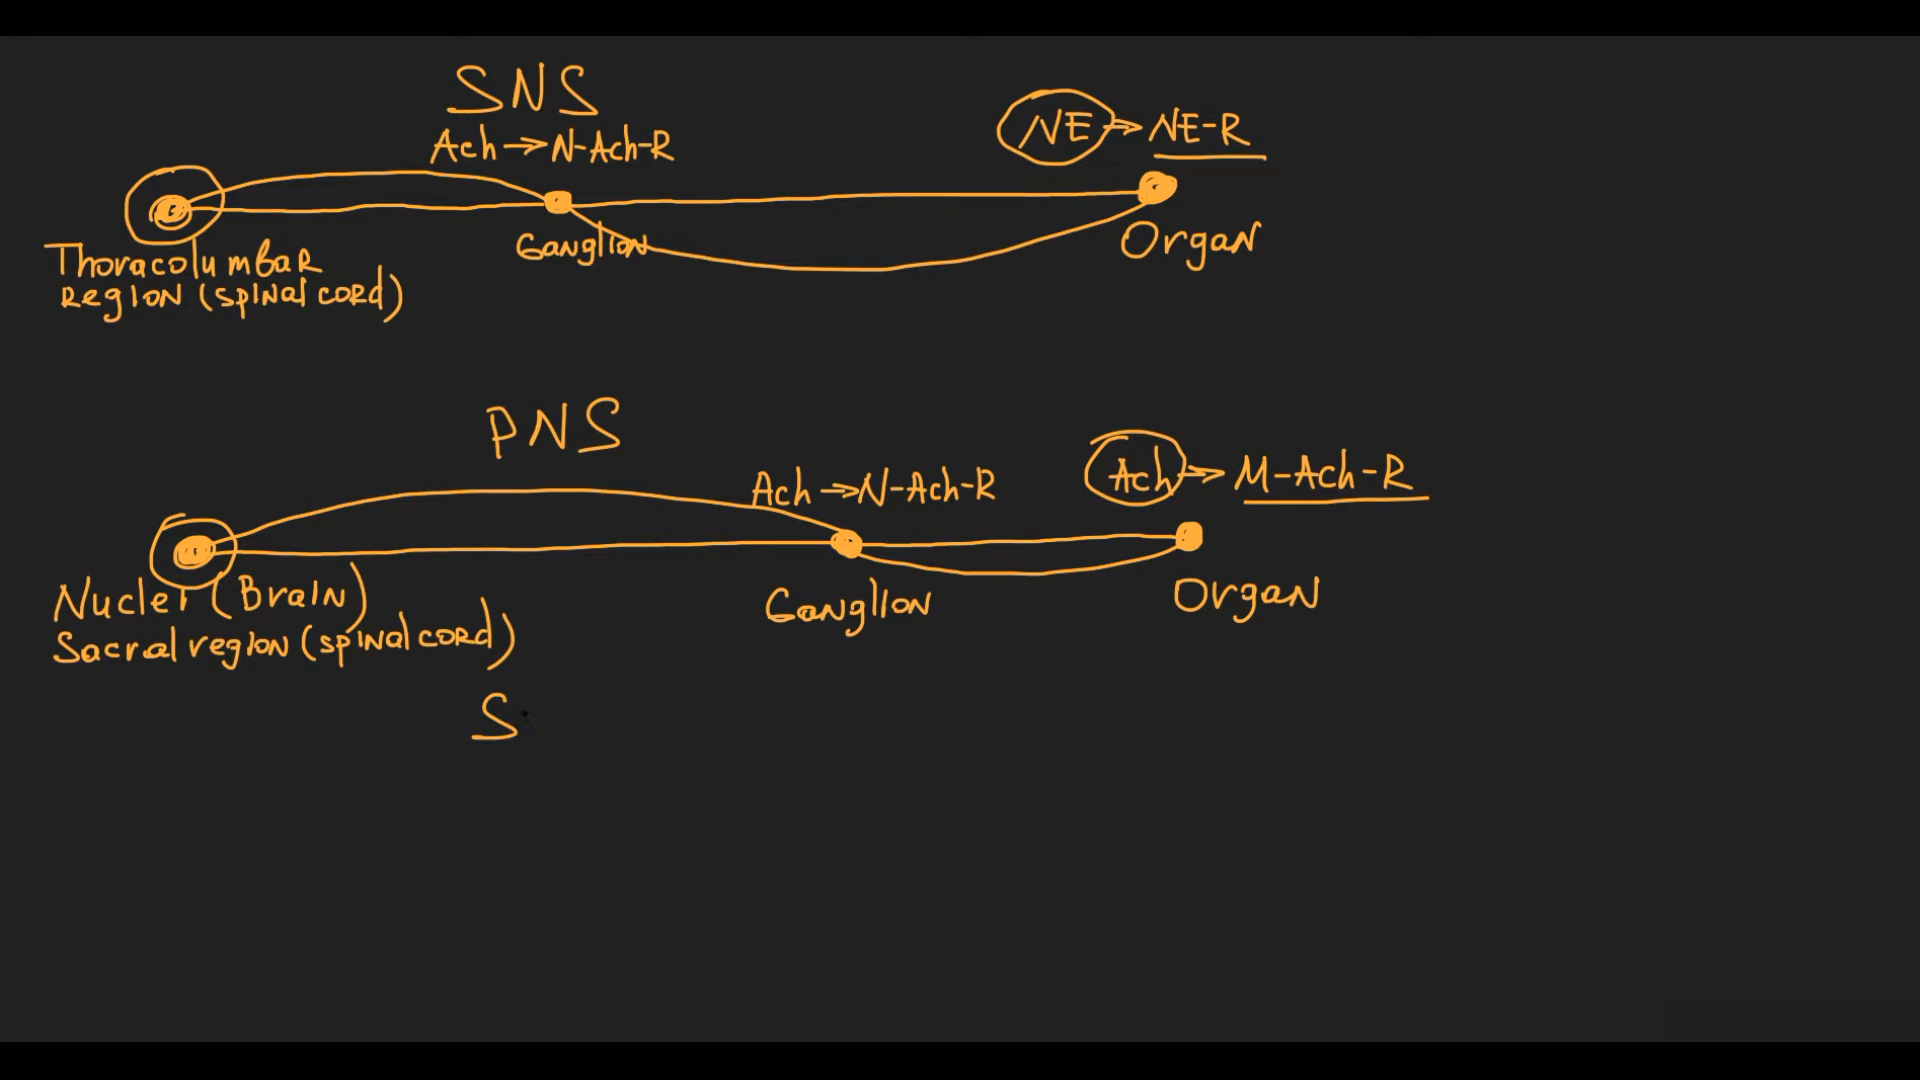 SNS
Ach → N-Ach-R
NE → NE-R
Ganglion
Organ
Thoracolumbar
region (spinal cord)
PNS
Ach → N-Ach-R
Ach → M-Ach-R
Nuclei (Brain)
Sacral region (spinal cord)
Ganglion
Organ
S